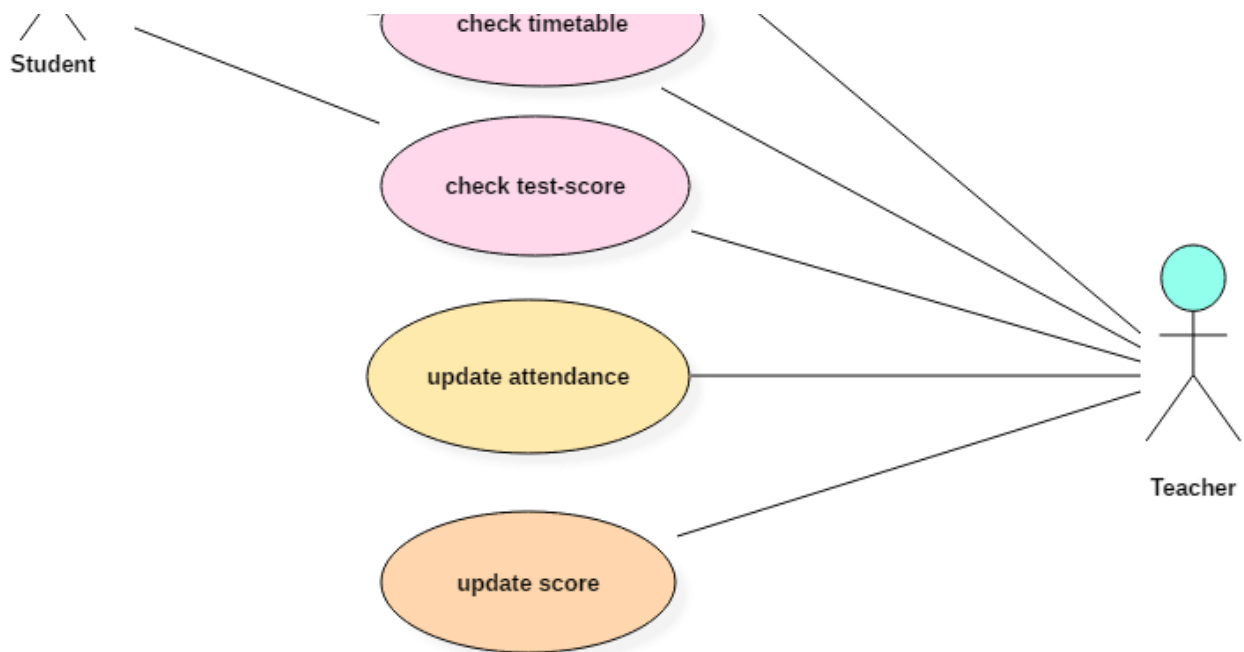 check timetable
Student
check test-score
update attendance
Teacher
update score